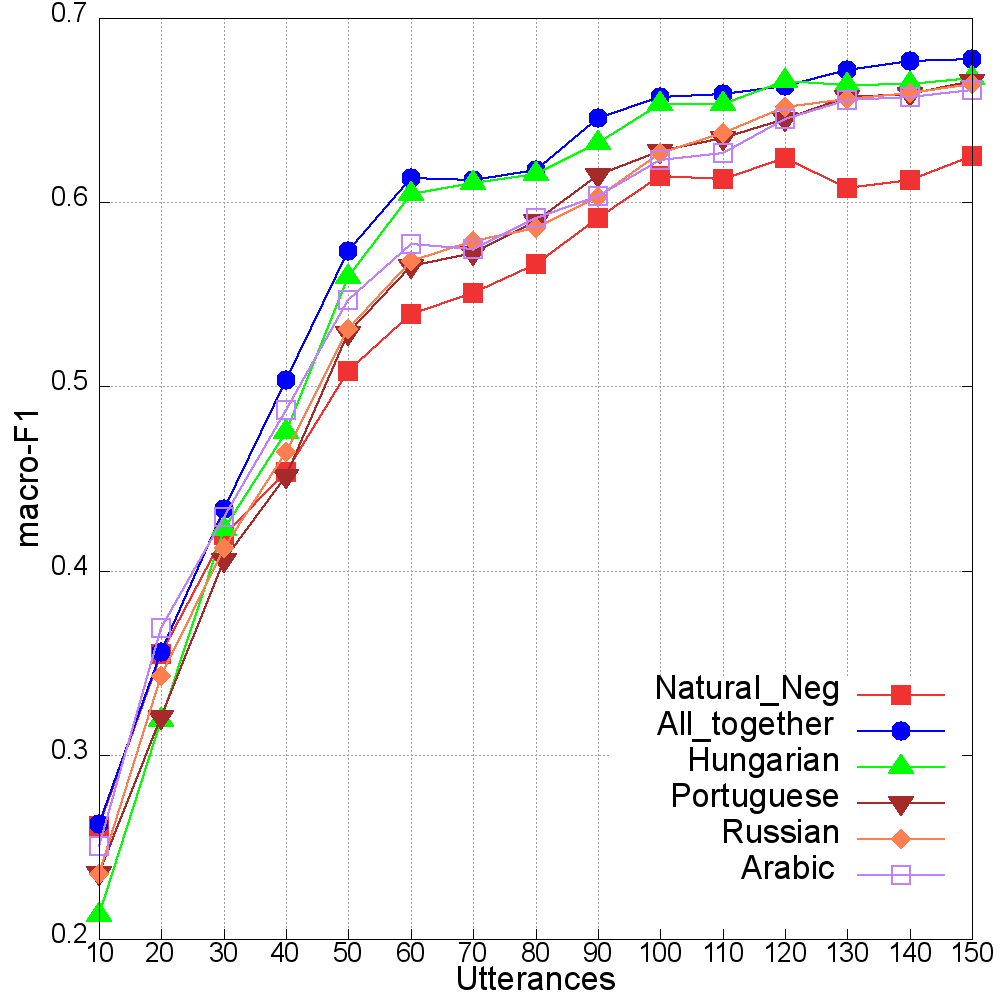 0.7
0.6
0.5
0.4
0.3
0.2
macro-F1
Natural_Neg
All_together
Hungarian
Portuguese
Russian
Arabic
10 20 30 40 50 60 70 80 90 100 110 120 130 140 150
Utterances